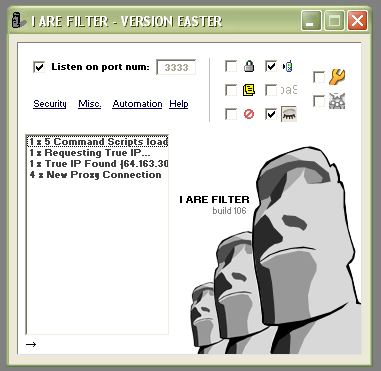 I ARE FILTER - VERSION EASTER
Listen on port num: 3333
Security Misc. Automation Help
1 x 5 Command Scripts load
1 x Requesting True IP...
1 x True IP Found {64.163.30
4 x New Proxy Connection
I ARE FILTER
build 106